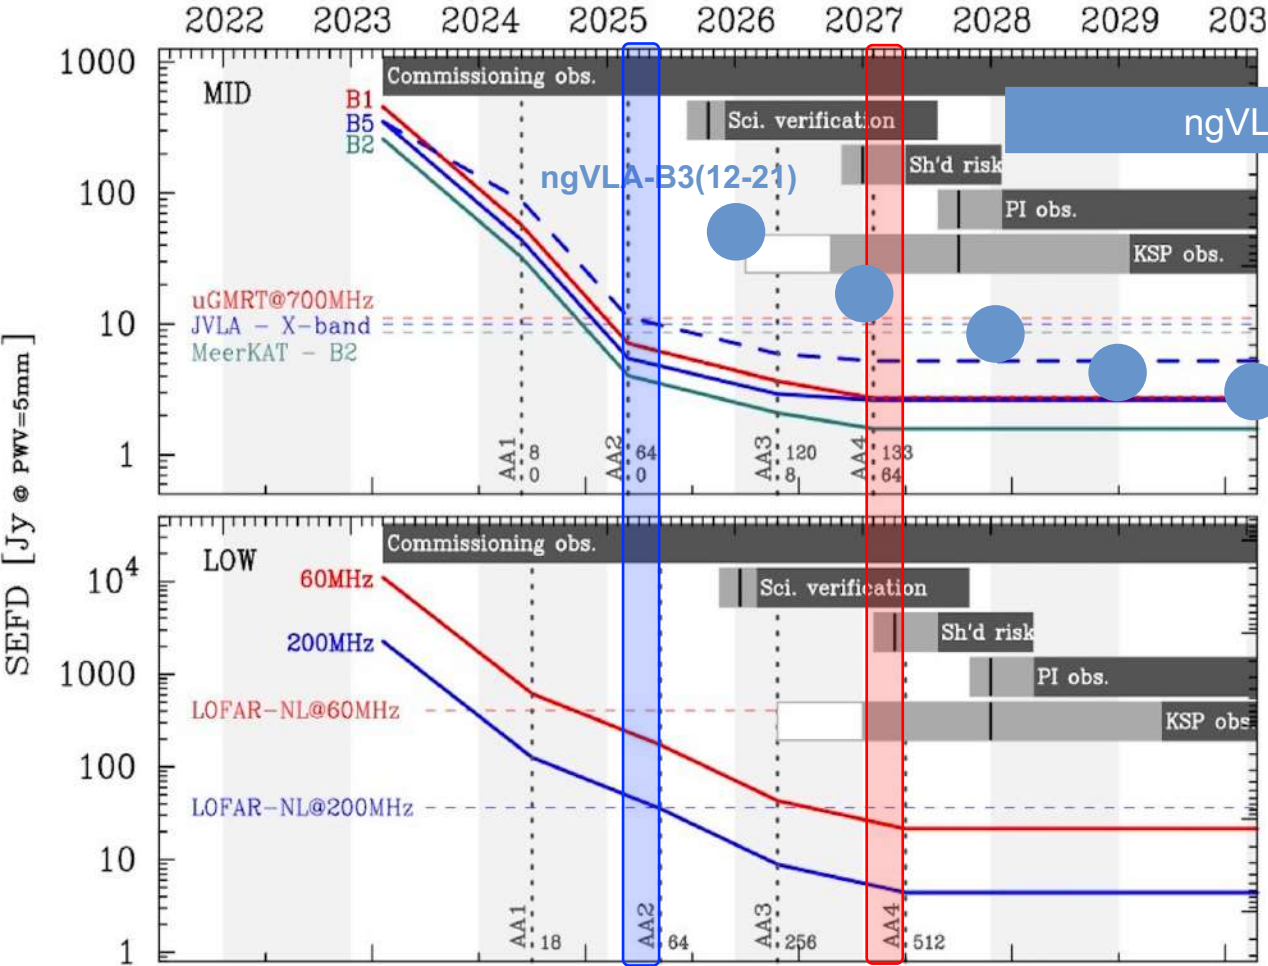 2022 2023 2024 2025 2026 2027 2028 2029 203
1000
100
10
1
MID
Commissioning obs.
B1
B5
B2
Sci. verification
ngVL
Sh'd risk
ngVLA-B3(12-21)
PI obs.
KSP obs.
uGMRT@700MHz
JVLA - X-band
MeerKAT - B2
AA1 8 0
AA2 64 0
AA3 120 8
AA4 133 64
SEFD [Jy @ PWV=5mm]
10⁴
1000
100
10
1
LOW
Commissioning obs.
60MHz
200MHz
Sci. verification
Sh'd risk
PI obs.
KSP obs
LOFAR-NL@60MHz
LOFAR-NL@200MHz
AA1 18
AA2 64
AA3 256
AA4 512